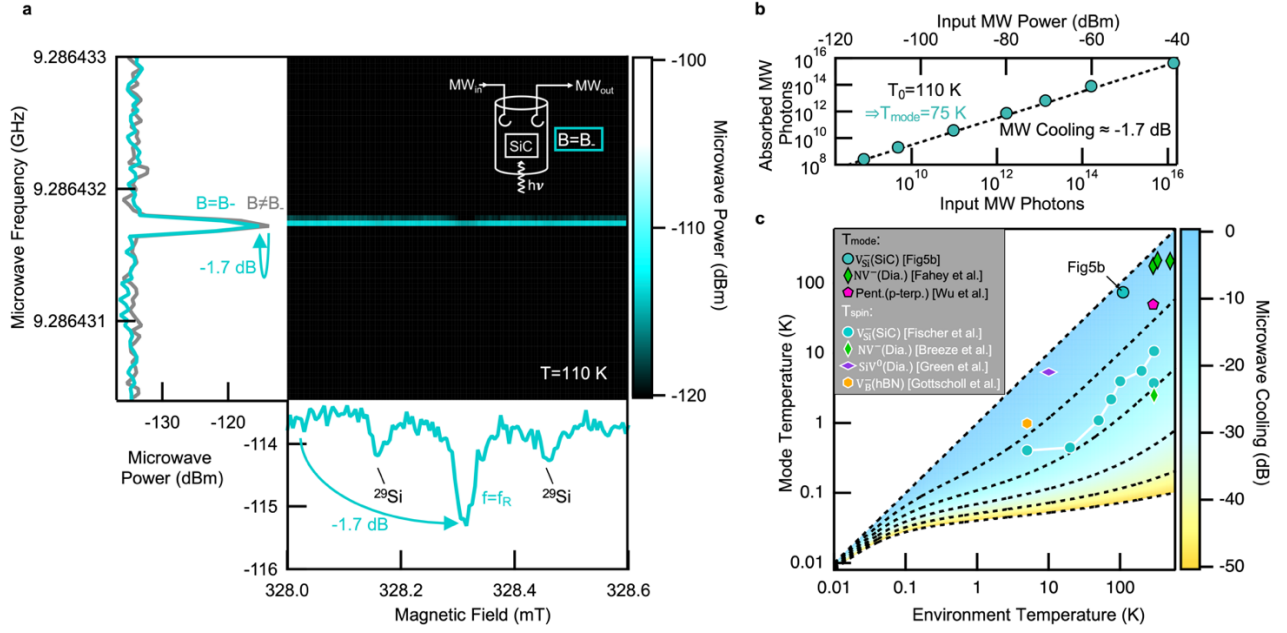 a
9.286433
9.286432
9.286431
Microwave Frequency (GHz)
B=B-
B≠B-
-1.7 dB
-130
-120
Microwave
Power (dBm)
MWin
MWout
SiC
B=B-
hν
T=110 K
-100
-110
-120
Microwave Power (dBm)
-114
-115
-116
29Si
29Si
f=fR
-1.7 dB
328.0
328.2
328.4
328.6
Magnetic Field (mT)
b
Input MW Power (dBm)
-120
-100
-80
-60
-40
10^16
10^14
10^12
10^10
10^8
Absorbed MW
Photons
T0=110 K
⇒Tmode=75 K
MW Cooling ≈ -1.7 dB
10^10
10^12
10^14
10^16
Input MW Photons
c
Tmode:
VSi-(SiC) [Fig5b]
NV−(Dia.) [Fahey et al.]
Pent.(p-terp.) [Wu et al.]
Tspin:
VSi-(SiC) [Fischer et al.]
NV−(Dia.) [Breeze et al.]
SiV0(Dia.) [Green et al.]
VB-(hBN) [Gottscholl et al.]
Fig5b
100
10
1
0.1
0.01
Mode Temperature (K)
0.01
0.1
1
10
100
Environment Temperature (K)
0
-10
-20
-30
-40
-50
Microwave Cooling (dB)